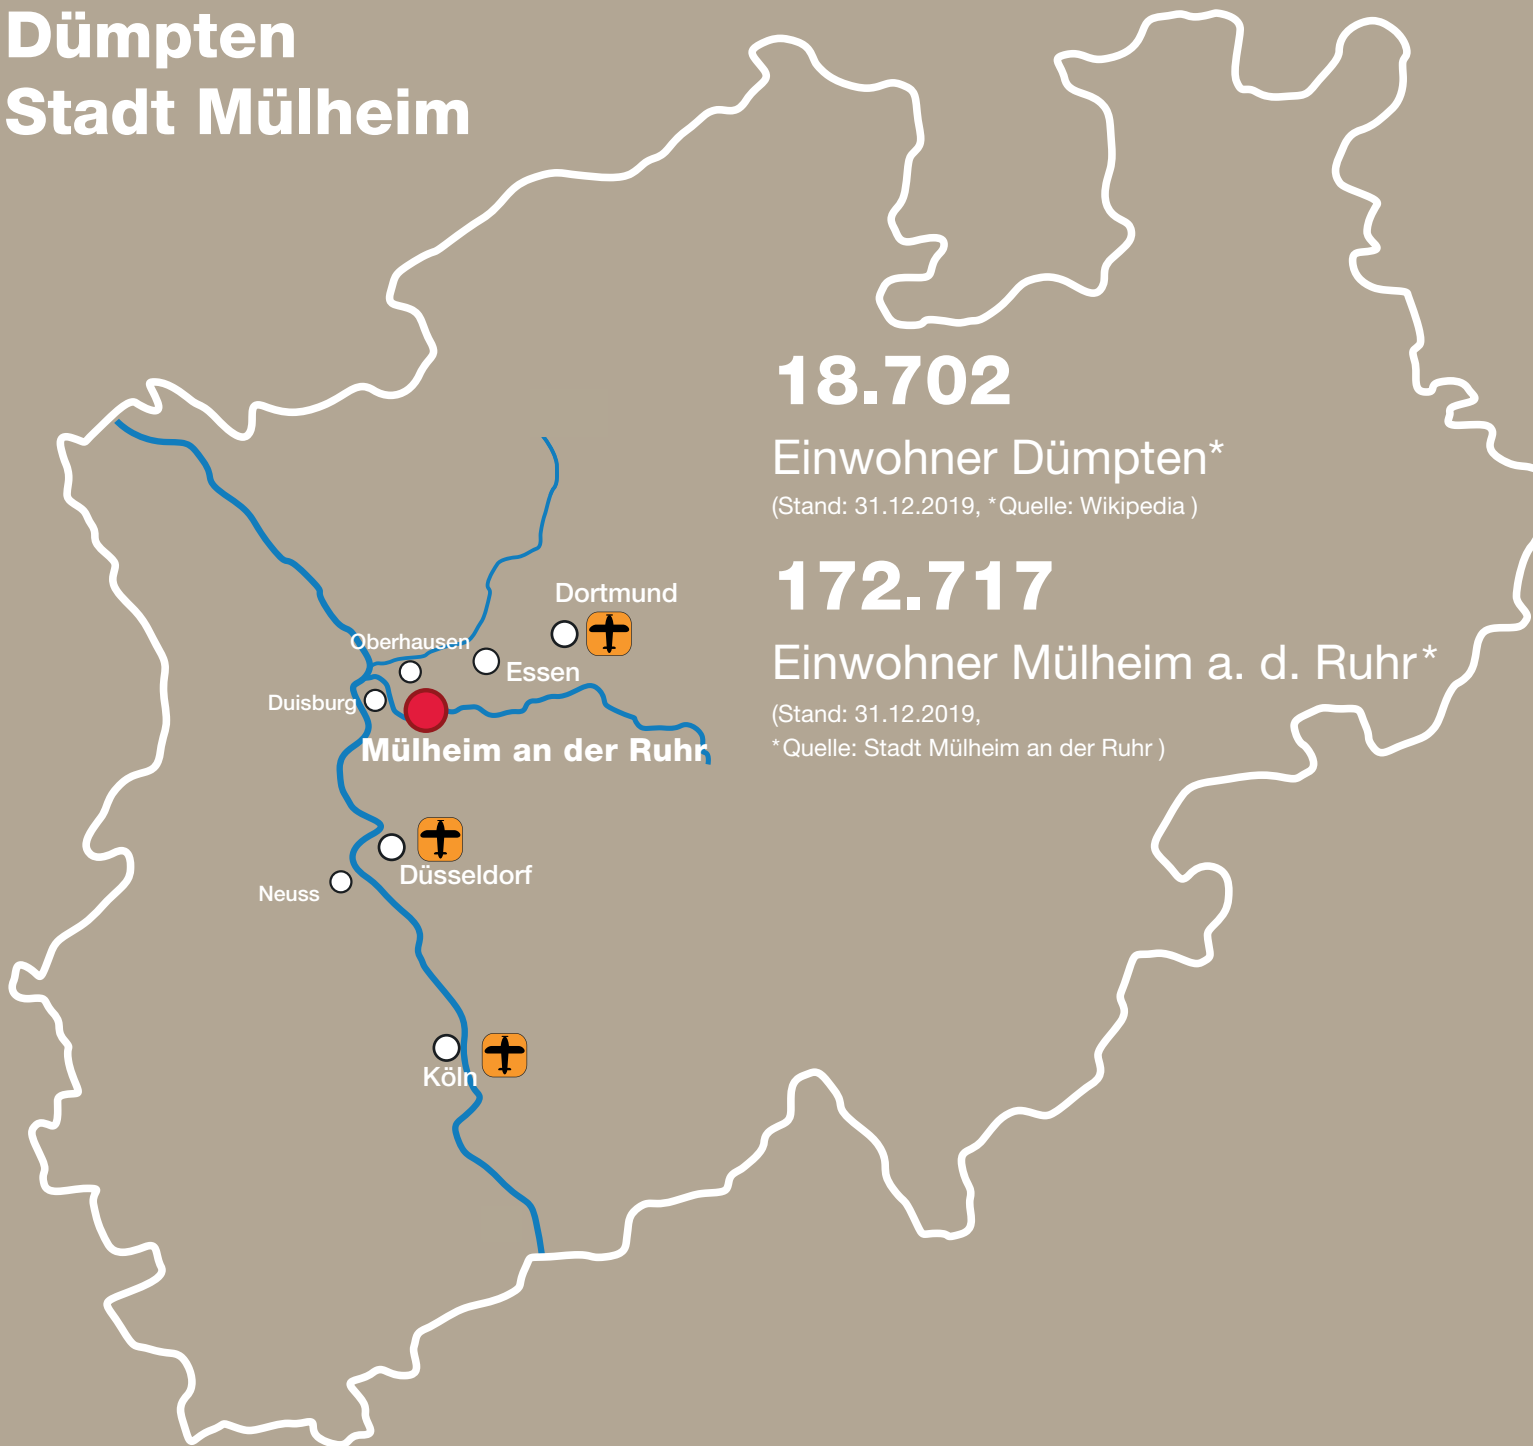 Dümpten
Stadt Mülheim
18.702
Einwohner Dümpten*
(Stand: 31.12.2019, *Quelle: Wikipedia )
172.717
Einwohner Mülheim a. d. Ruhr*
(Stand: 31.12.2019,
*Quelle: Stadt Mülheim an der Ruhr )
Dortmund
Oberhausen
Essen
Duisburg
Mülheim an der Ruhr
Düsseldorf
Neuss
Köln